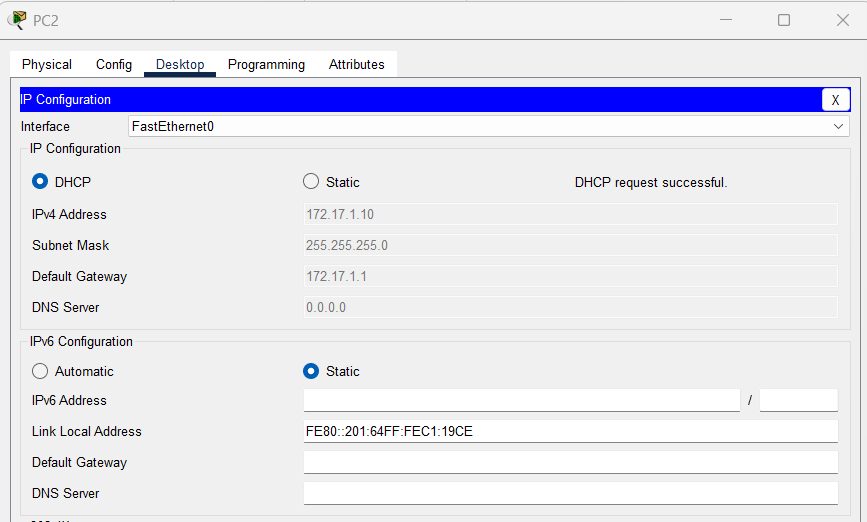 PC2
Physical Config Desktop Programming Attributes
IP Configuration X
Interface FastEthernet0
IP Configuration
DHCP Static DHCP request successful.
IPv4 Address 172.17.1.10
Subnet Mask 255.255.255.0
Default Gateway 172.17.1.1
DNS Server 0.0.0.0
IPv6 Configuration
Automatic Static
IPv6 Address /
Link Local Address FE80::201:64FF:FEC1:19CE
Default Gateway
DNS Server